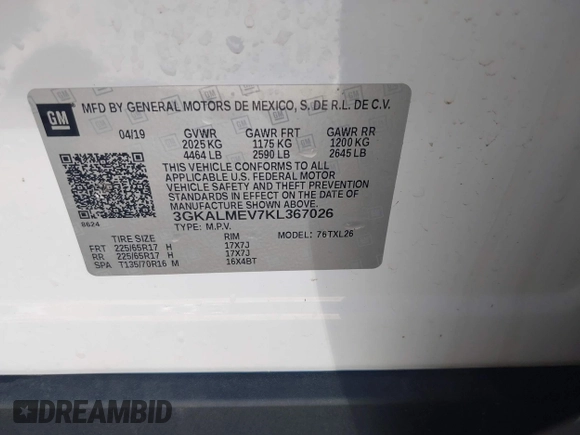 GM
MFD BY GENERAL MOTORS DE MEXICO, S. DE R.L. DE C.V.
04/19 GVWR GAWR FRT GAWR RR
2025 KG 1175 KG 1200 KG
4464 LB 2590 LB 2645 LB
THIS VEHICLE CONFORMS TO ALL
APPLICABLE U.S. FEDERAL MOTOR
VEHICLE SAFETY AND THEFT PREVENTION
STANDARDS IN EFFECT ON THE DATE OF
MANUFACTURE SHOWN ABOVE.
8624
3GKALMEV7KL367026
TYPE: M.P.V. MODEL: 76TXL26
TIRE SIZE RIM
FRT 225/65R17 H 17X7J
RR 225/65R17 H 17X7J
SPA T135/70R16 M 16X4BT
DREAMBID